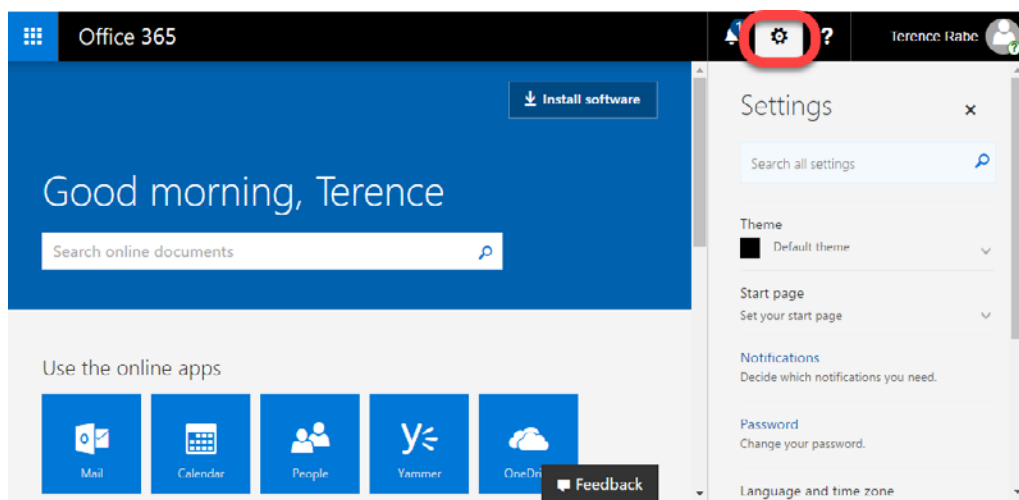 Office 365
1
?
Terence Rabe
?
Install software
Good morning, Terence
Search online documents
Use the online apps
Mail
Calendar
People
Yammer
OneDri
Feedback
Settings
×
Search all settings
Theme
Default theme
Start page
Set your start page
Notifications
Decide which notifications you need.
Password
Change your password.
Language and time zone